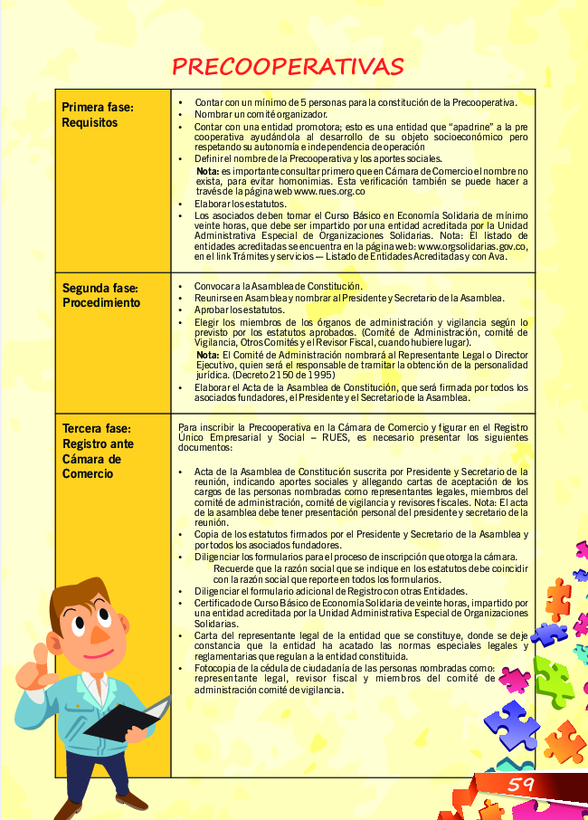 PRECOOPERATIVAS
Primera fase:
Requisitos
• Contar con un mínimo de 5 personas para la constitución de la Precooperativa.
• Nombrar un comité organizador.
• Contar con una entidad promotora; esto es una entidad que “apadrine” a la pre
cooperativa ayudándola al desarrollo de su objeto socioeconómico pero
respetando su autonomía e independencia de operación
• Definir el nombre de la Precooperativa y los aportes sociales.
Nota: es importante consultar primero que en Cámara de Comercio el nombre no
exista, para evitar homonimias. Esta verificación también se puede hacer a
través de la página web www.rues.org.co
• Elaborar los estatutos.
• Los asociados deben tomar el Curso Básico en Economía Solidaria de mínimo
veinte horas, que debe ser impartido por una entidad acreditada por la Unidad
Administrativa Especial de Organizaciones Solidarias. Nota: El listado de
entidades acreditadas se encuentra en la página web: www.orgsolidarias.gov.co,
en el link Trámites y servicios — Listado de Entidades Acreditadas y con Ava.
Segunda fase:
Procedimiento
• Convocar a la Asamblea de Constitución.
• Reunirse en Asamblea y nombrar al Presidente y Secretario de la Asamblea.
• Aprobar los estatutos.
• Elegir los miembros de los órganos de administración y vigilancia según lo
previsto por los estatutos aprobados. (Comité de Administración, comité de
Vigilancia, Otros Comités y el Revisor Fiscal, cuando hubiere lugar).
Nota: El Comité de Administración nombrará al Representante Legal o Director
Ejecutivo, quien será el responsable de tramitar la obtención de la personalidad
jurídica. (Decreto 2150 de 1995)
• Elaborar el Acta de la Asamblea de Constitución, que será firmada por todos los
asociados fundadores, el Presidente y el Secretario de la Asamblea.
Tercera fase:
Registro ante
Cámara de
Comercio
Para inscribir la Precooperativa en la Cámara de Comercio y figurar en el Registro
Único Empresarial y Social – RUES, es necesario presentar los siguientes
documentos:
• Acta de la Asamblea de Constitución suscrita por Presidente y Secretario de la
reunión, indicando aportes sociales y allegando cartas de aceptación de los
cargos de las personas nombradas como representantes legales, miembros del
comité de administración, comité de vigilancia y revisores fiscales. Nota: El acta
de la asamblea debe tener presentación personal del presidente y secretario de la
reunión.
• Copia de los estatutos firmados por el Presidente y Secretario de la Asamblea y
por todos los asociados fundadores.
• Diligenciar los formularios para el proceso de inscripción que otorga la cámara.
Recuerde que la razón social que se indique en los estatutos debe coincidir
con la razón social que reporte en todos los formularios.
• Diligenciar el formulario adicional de Registro con otras Entidades.
• Certificado de Curso Básico de Economía Solidaria de veinte horas, impartido por
una entidad acreditada por la Unidad Administrativa Especial de Organizaciones
Solidarias.
• Carta del representante legal de la entidad que se constituye, donde se deje
constancia que la entidad ha acatado las normas especiales legales y
reglamentarias que regulan a la entidad constituida.
• Fotocopia de la cédula de ciudadanía de las personas nombradas como:
representante legal, revisor fiscal y miembros del comité de
administración comité de vigilancia.
59